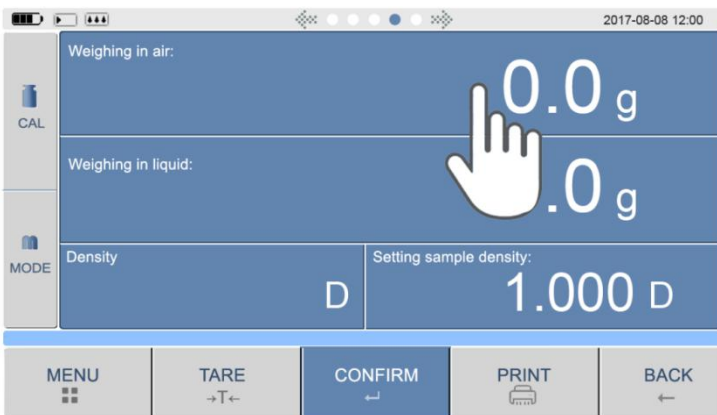 2017-08-08 12:00
Weighing in air:
0.0 g
CAL
Weighing in liquid:
.0 g
MODE
Density
D
Setting sample density:
1.000 D
MENU
TARE
→T←
CONFIRM
PRINT
BACK